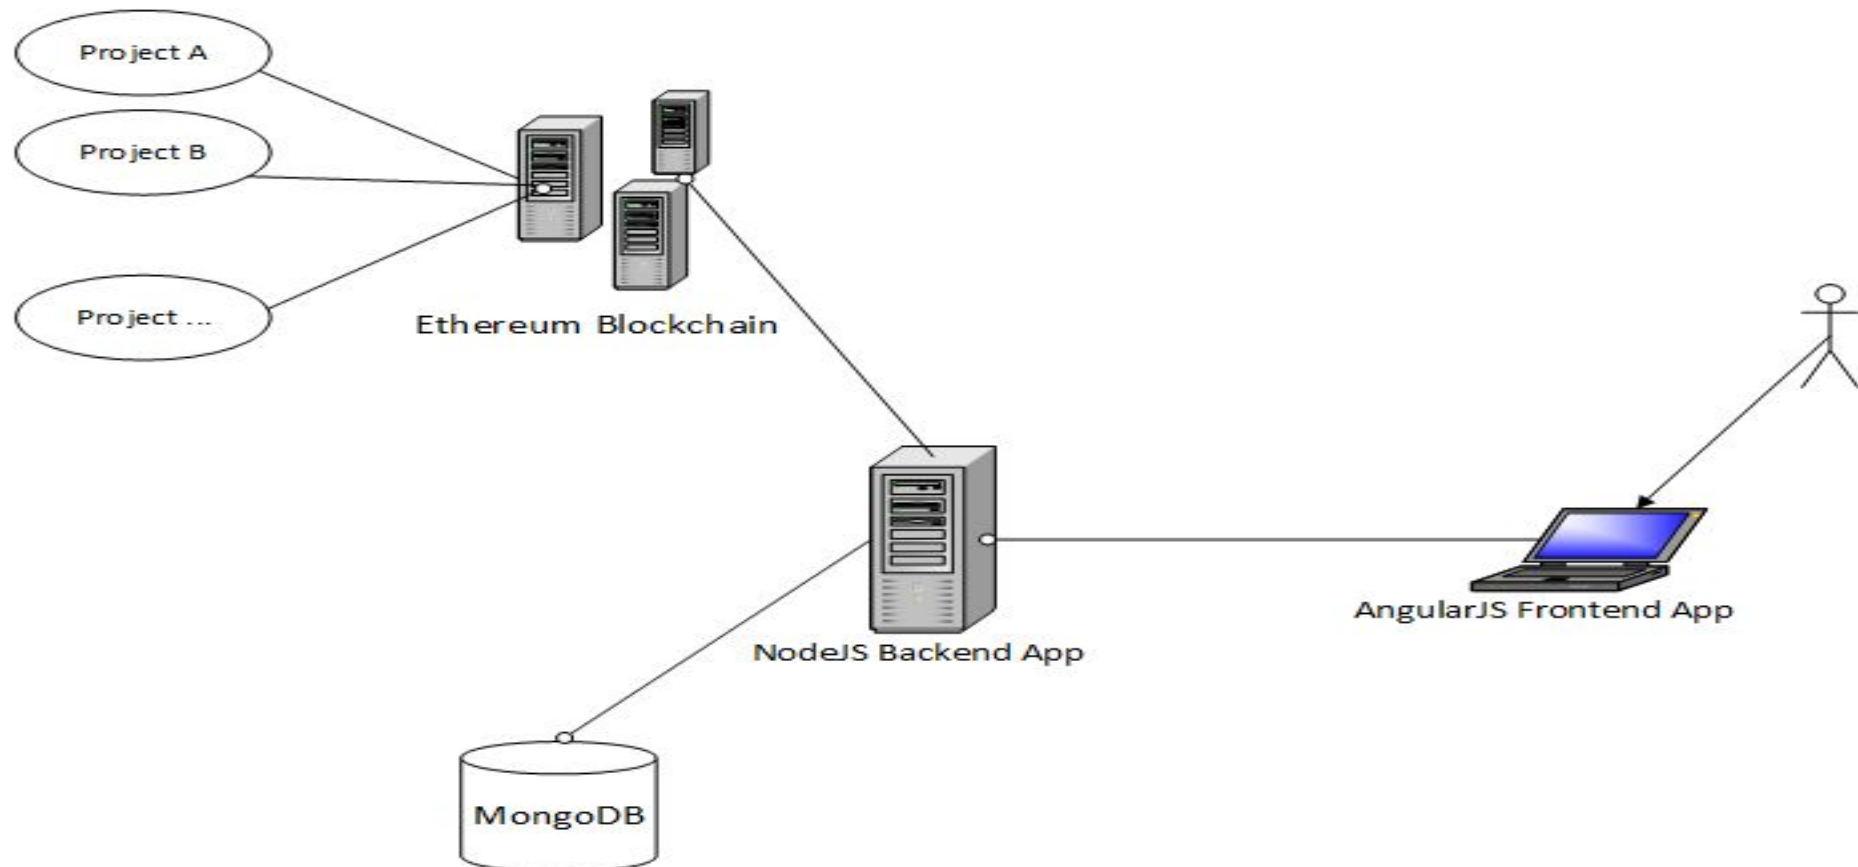 Project A
Project B
Project ...
Ethereum Blockchain
NodeJS Backend App
AngularJS Frontend App
MongoDB